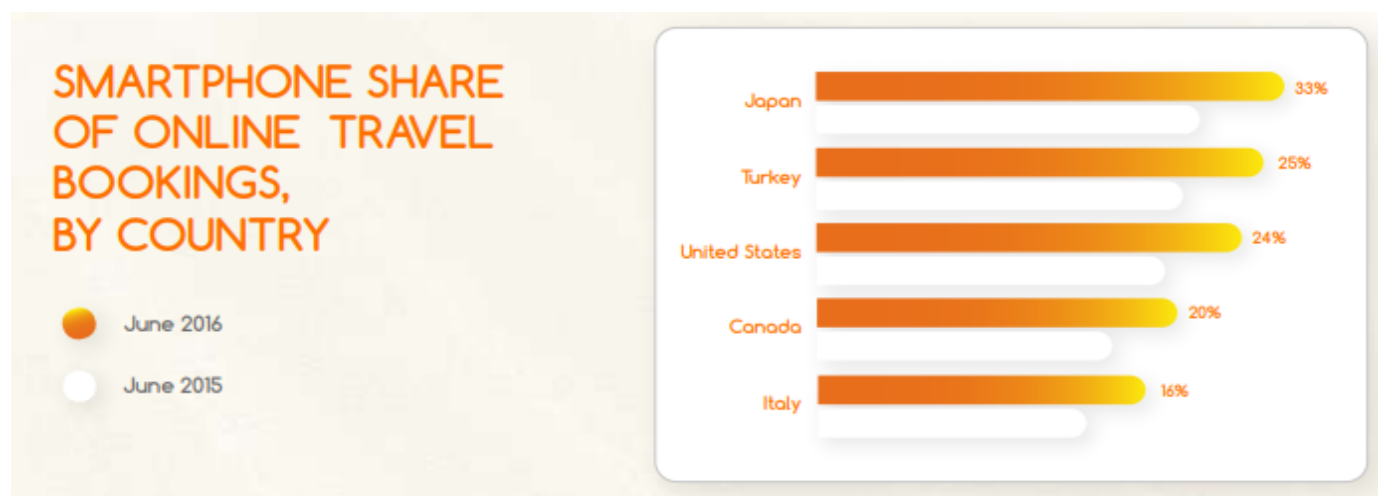 SMARTPHONE SHARE
OF ONLINE TRAVEL
BOOKINGS,
BY COUNTRY
June 2016
June 2015
Japan
33%
Turkey
25%
United States
24%
Canada
20%
Italy
16%